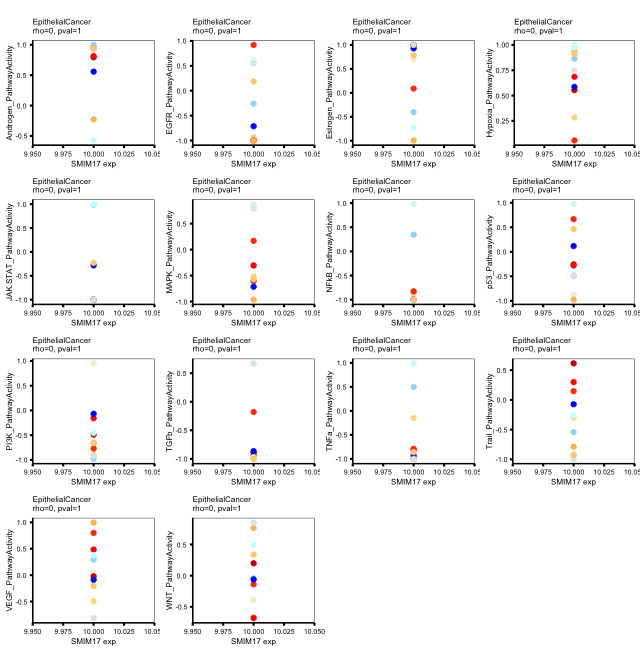 EpithelialCancer
rho=0, pval=1
Androgen_PathwayActivity
1.0
0.5
0.0
-0.5
9.950 9.975 10.000 10.025 10.05
SMIM17 exp
EpithelialCancer
rho=0, pval=1
EGFR_PathwayActivity
1.0
0.5
0.0
-0.5
-1.0
9.950 9.975 10.000 10.025 10.05
SMIM17 exp
EpithelialCancer
rho=0, pval=1
Estrogen_PathwayActivity
1.0
0.5
0.0
-0.5
-1.0
9.950 9.975 10.000 10.025 10.05
SMIM17 exp
EpithelialCancer
rho=0, pval=1
Hypoxia_PathwayActivity
1.00
0.75
0.50
0.25
9.950 9.975 10.000 10.025 10.050
SMIM17 exp
EpithelialCancer
rho=0, pval=1
JAK.STAT_PathwayActivity
1.0
0.5
0.0
-0.5
-1.0
9.950 9.975 10.000 10.025 10.05
SMIM17 exp
EpithelialCancer
rho=0, pval=1
MAPK_PathwayActivity
0.5
0.0
-0.5
-1.0
9.950 9.975 10.000 10.025 10.05
SMIM17 exp
EpithelialCancer
rho=0, pval=1
NFkB_PathwayActivity
1.0
0.5
0.0
-0.5
-1.0
9.950 9.975 10.000 10.025 10.05
SMIM17 exp
EpithelialCancer
rho=0, pval=1
p53_PathwayActivity
1.0
0.5
0.0
-0.5
-1.0
9.950 9.975 10.000 10.025 10.050
SMIM17 exp
EpithelialCancer
rho=0, pval=1
PI3K_PathwayActivity
1.0
0.5
0.0
-0.5
-1.0
9.950 9.975 10.000 10.025 10.05
SMIM17 exp
EpithelialCancer
rho=0, pval=1
TGFb_PathwayActivity
0.5
0.0
-0.5
-1.0
9.950 9.975 10.000 10.025 10.05
SMIM17 exp
EpithelialCancer
rho=0, pval=1
TNFa_PathwayActivity
1.0
0.5
0.0
-0.5
-1.0
9.950 9.975 10.000 10.025 10.05
SMIM17 exp
EpithelialCancer
rho=0, pval=1
Trail_PathwayActivity
0.5
0.0
-0.5
-1.0
9.950 9.975 10.000 10.025 10.050
SMIM17 exp
EpithelialCancer
rho=0, pval=1
VEGF_PathwayActivity
1.0
0.5
0.0
-0.5
9.950 9.975 10.000 10.025 10.05
SMIM17 exp
EpithelialCancer
rho=0, pval=1
WNT_PathwayActivity
0.5
0.0
-0.5
9.950 9.975 10.000 10.025 10.050
SMIM17 exp